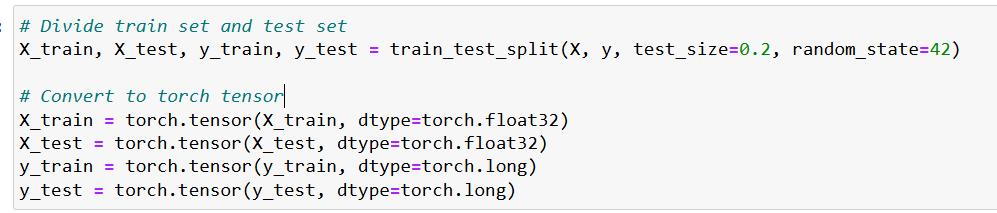 # Divide train set and test set
X_train, X_test, y_train, y_test = train_test_split(X, y, test_size=0.2, random_state=42)
# Convert to torch tensor
X_train = torch.tensor(X_train, dtype=torch.float32)
X_test = torch.tensor(X_test, dtype=torch.float32)
y_train = torch.tensor(y_train, dtype=torch.long)
y_test = torch.tensor(y_test, dtype=torch.long)